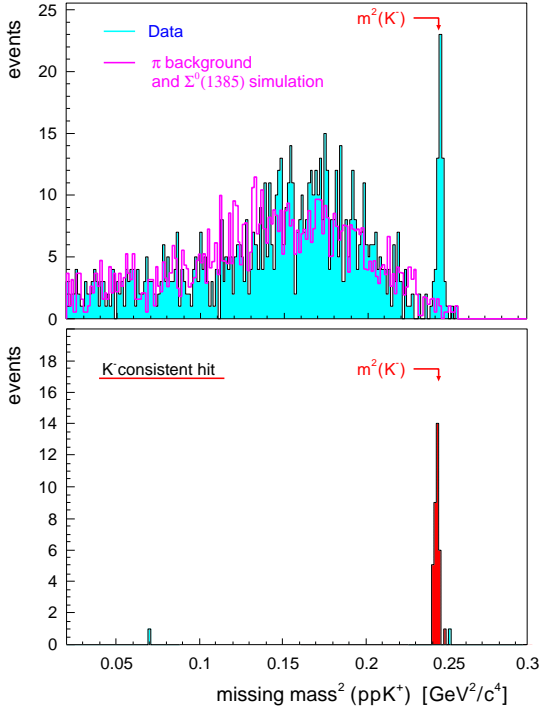 m²(K⁻)
Data
π background
and Σ⁰(1385) simulation
events
25
20
15
10
5
0
K⁻consistent hit
m²(K⁻)
events
18
16
14
12
10
8
6
4
2
0
0.05 0.1 0.15 0.2 0.25 0.3
missing mass² (ppK⁺) [GeV²/c⁴]